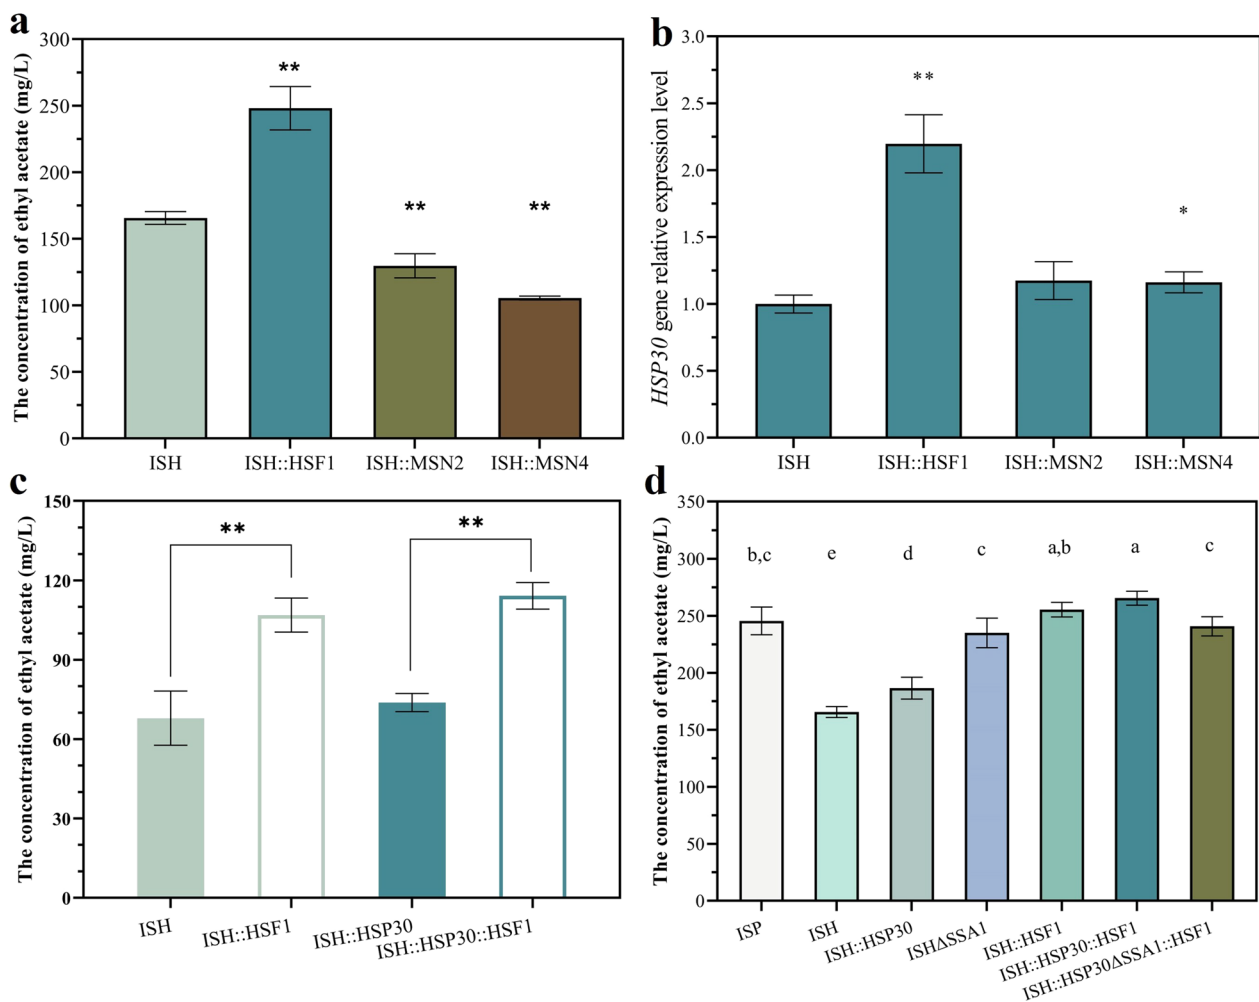 a
The concentration of ethyl acetate (mg/L)
300
250
200
150
100
50
0
**
**
**
ISH
ISH::HSF1
ISH::MSN2
ISH::MSN4
b
HSP30 gene relative expression level
3.0
2.5
2.0
1.5
1.0
0.5
0.0
**
*
ISH
ISH::HSF1
ISH::MSN2
ISH::MSN4
c
The concentration of ethyl acetate (mg/L)
150
120
90
60
30
0
**
**
ISH
ISH::HSF1
ISH::HSP30
ISH::HSP30::HSF1
d
The concentration of ethyl acetate (mg/L)
350
300
250
200
150
100
50
0
b,c
e
d
c
a,b
a
c
ISP
ISH
ISH::HSP30
ISHΔSSA1
ISH::HSF1
ISH::HSP30::HSF1
ISH::HSP30ΔSSA1::HSF1